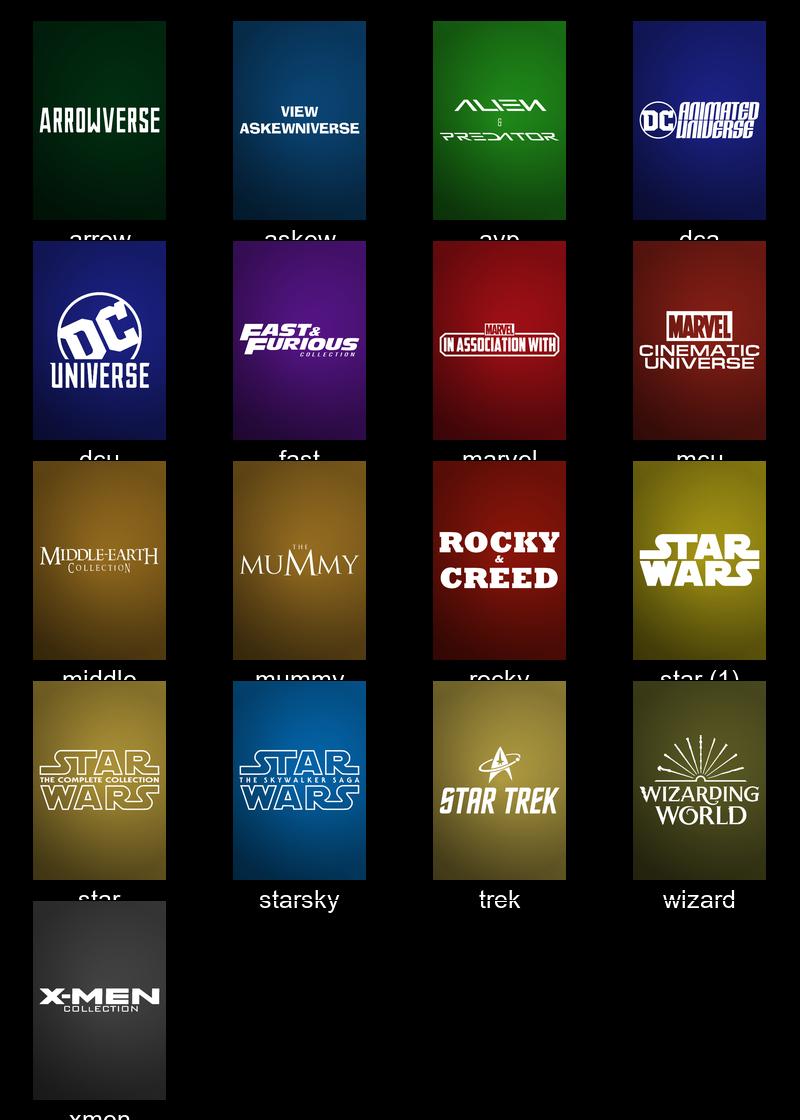 ARROWVERSE
VIEW
ASKEWNIVERSE
ALIEN
&
PREDATOR
DC ANIMATED
UNIVERSE
arrow
askew
avp
dca
DC
UNIVERSE
FAST &
FURIOUS
COLLECTION
MARVEL
IN ASSOCIATION WITH
MARVEL
CINEMATIC
UNIVERSE
dcu
fast
marvel
mcu
MIDDLE-EARTH
COLLECTION
THE
MUMMY
ROCKY
&
CREED
STAR
WARS
middle
mummy
rocky
star (1)
STAR
THE COMPLETE COLLECTION
WARS
STAR
THE SKYWALKER SAGA
WARS
STAR TREK
WIZARDING
WORLD
star
starsky
trek
wizard
X-MEN
COLLECTION
xmen